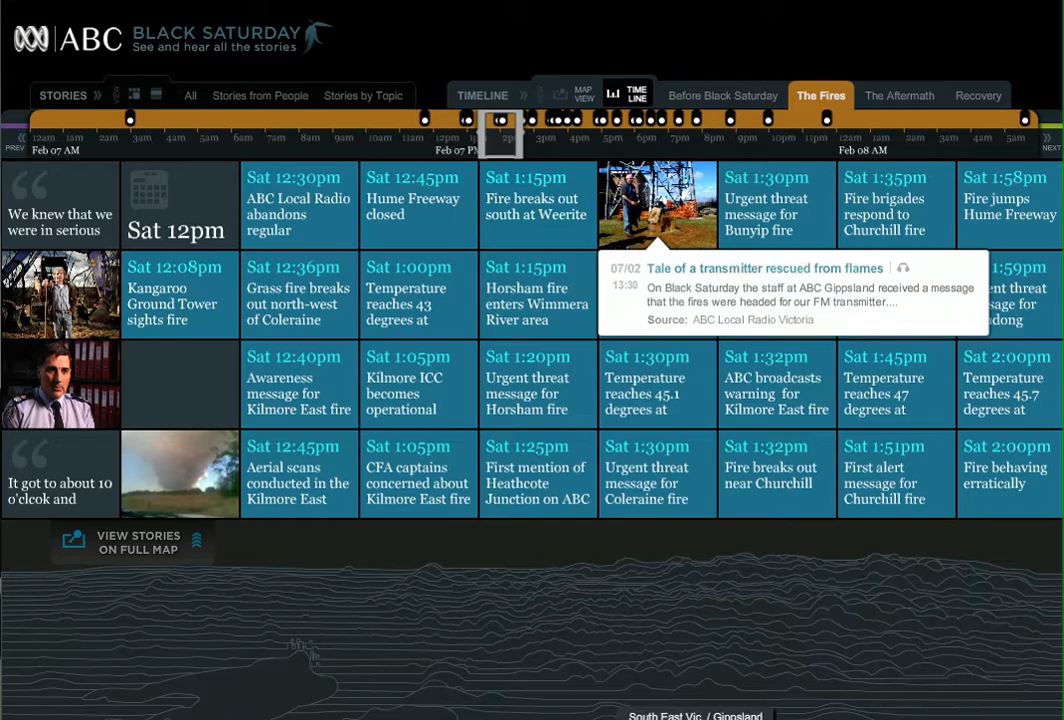 ABC BLACK SATURDAY
See and hear all the stories
STORIES » VIEW All Stories from People Stories by Topic
TIMELINE » VIEW MAP VIEW TIME LINE Before Black Saturday The Fires The Aftermath Recovery
PREV 12am 1am 2am 3am 4am 5am 6am 7am 8am 9am 10am 11am 12pm 2pm 3pm 4pm 5pm 6pm 7pm 8pm 9pm 10pm 11pm 12am 1am 2am 3am 4am 5am NEXT
Feb 07 AM Feb 07 PM Feb 08 AM
We knew that we
were in serious
Sat 12pm
Sat 12:30pm
ABC Local Radio
abandons
regular
Sat 12:45pm
Hume Freeway
closed
Sat 1:15pm
Fire breaks out
south at Weerite
Sat 1:30pm
Urgent threat
message for
Bunyip fire
Sat 1:35pm
Fire brigades
respond to
Churchill fire
Sat 1:58pm
Fire jumps
Hume Freeway
Sat 12:08pm
Kangaroo
Ground Tower
sights fire
Sat 12:36pm
Grass fire breaks
out north-west
of Coleraine
Sat 1:00pm
Temperature
reaches 43
degrees at
Sat 1:15pm
Horsham fire
enters Wimmera
River area
07/02 Tale of a transmitter rescued from flames
13:30 On Black Saturday the staff at ABC Gippsland received a message
that the fires were headed for our FM transmitter....
Source: ABC Local Radio Victoria
1:59pm
nt threat
sage for
dong
Sat 12:40pm
Awareness
message for
Kilmore East fire
Sat 1:05pm
Kilmore ICC
becomes
operational
Sat 1:20pm
Urgent threat
message for
Horsham fire
Sat 1:30pm
Temperature
reaches 45.1
degrees at
Sat 1:32pm
ABC broadcasts
warning for
Kilmore East fire
Sat 1:45pm
Temperature
reaches 47
degrees at
Sat 2:00pm
Temperature
reaches 45.7
degrees at
It got to about 10
o'clcok and
Sat 12:45pm
Aerial scans
conducted in the
Kilmore East
Sat 1:05pm
CFA captains
concerned about
Kilmore East fire
Sat 1:25pm
First mention of
Heathcote
Junction on ABC
Sat 1:30pm
Urgent threat
message for
Coleraine fire
Sat 1:32pm
Fire breaks out
near Churchill
Sat 1:51pm
First alert
message for
Churchill fire
Sat 2:00pm
Fire behaving
erratically
VIEW STORIES
ON FULL MAP
South East Vic. / Gippsland